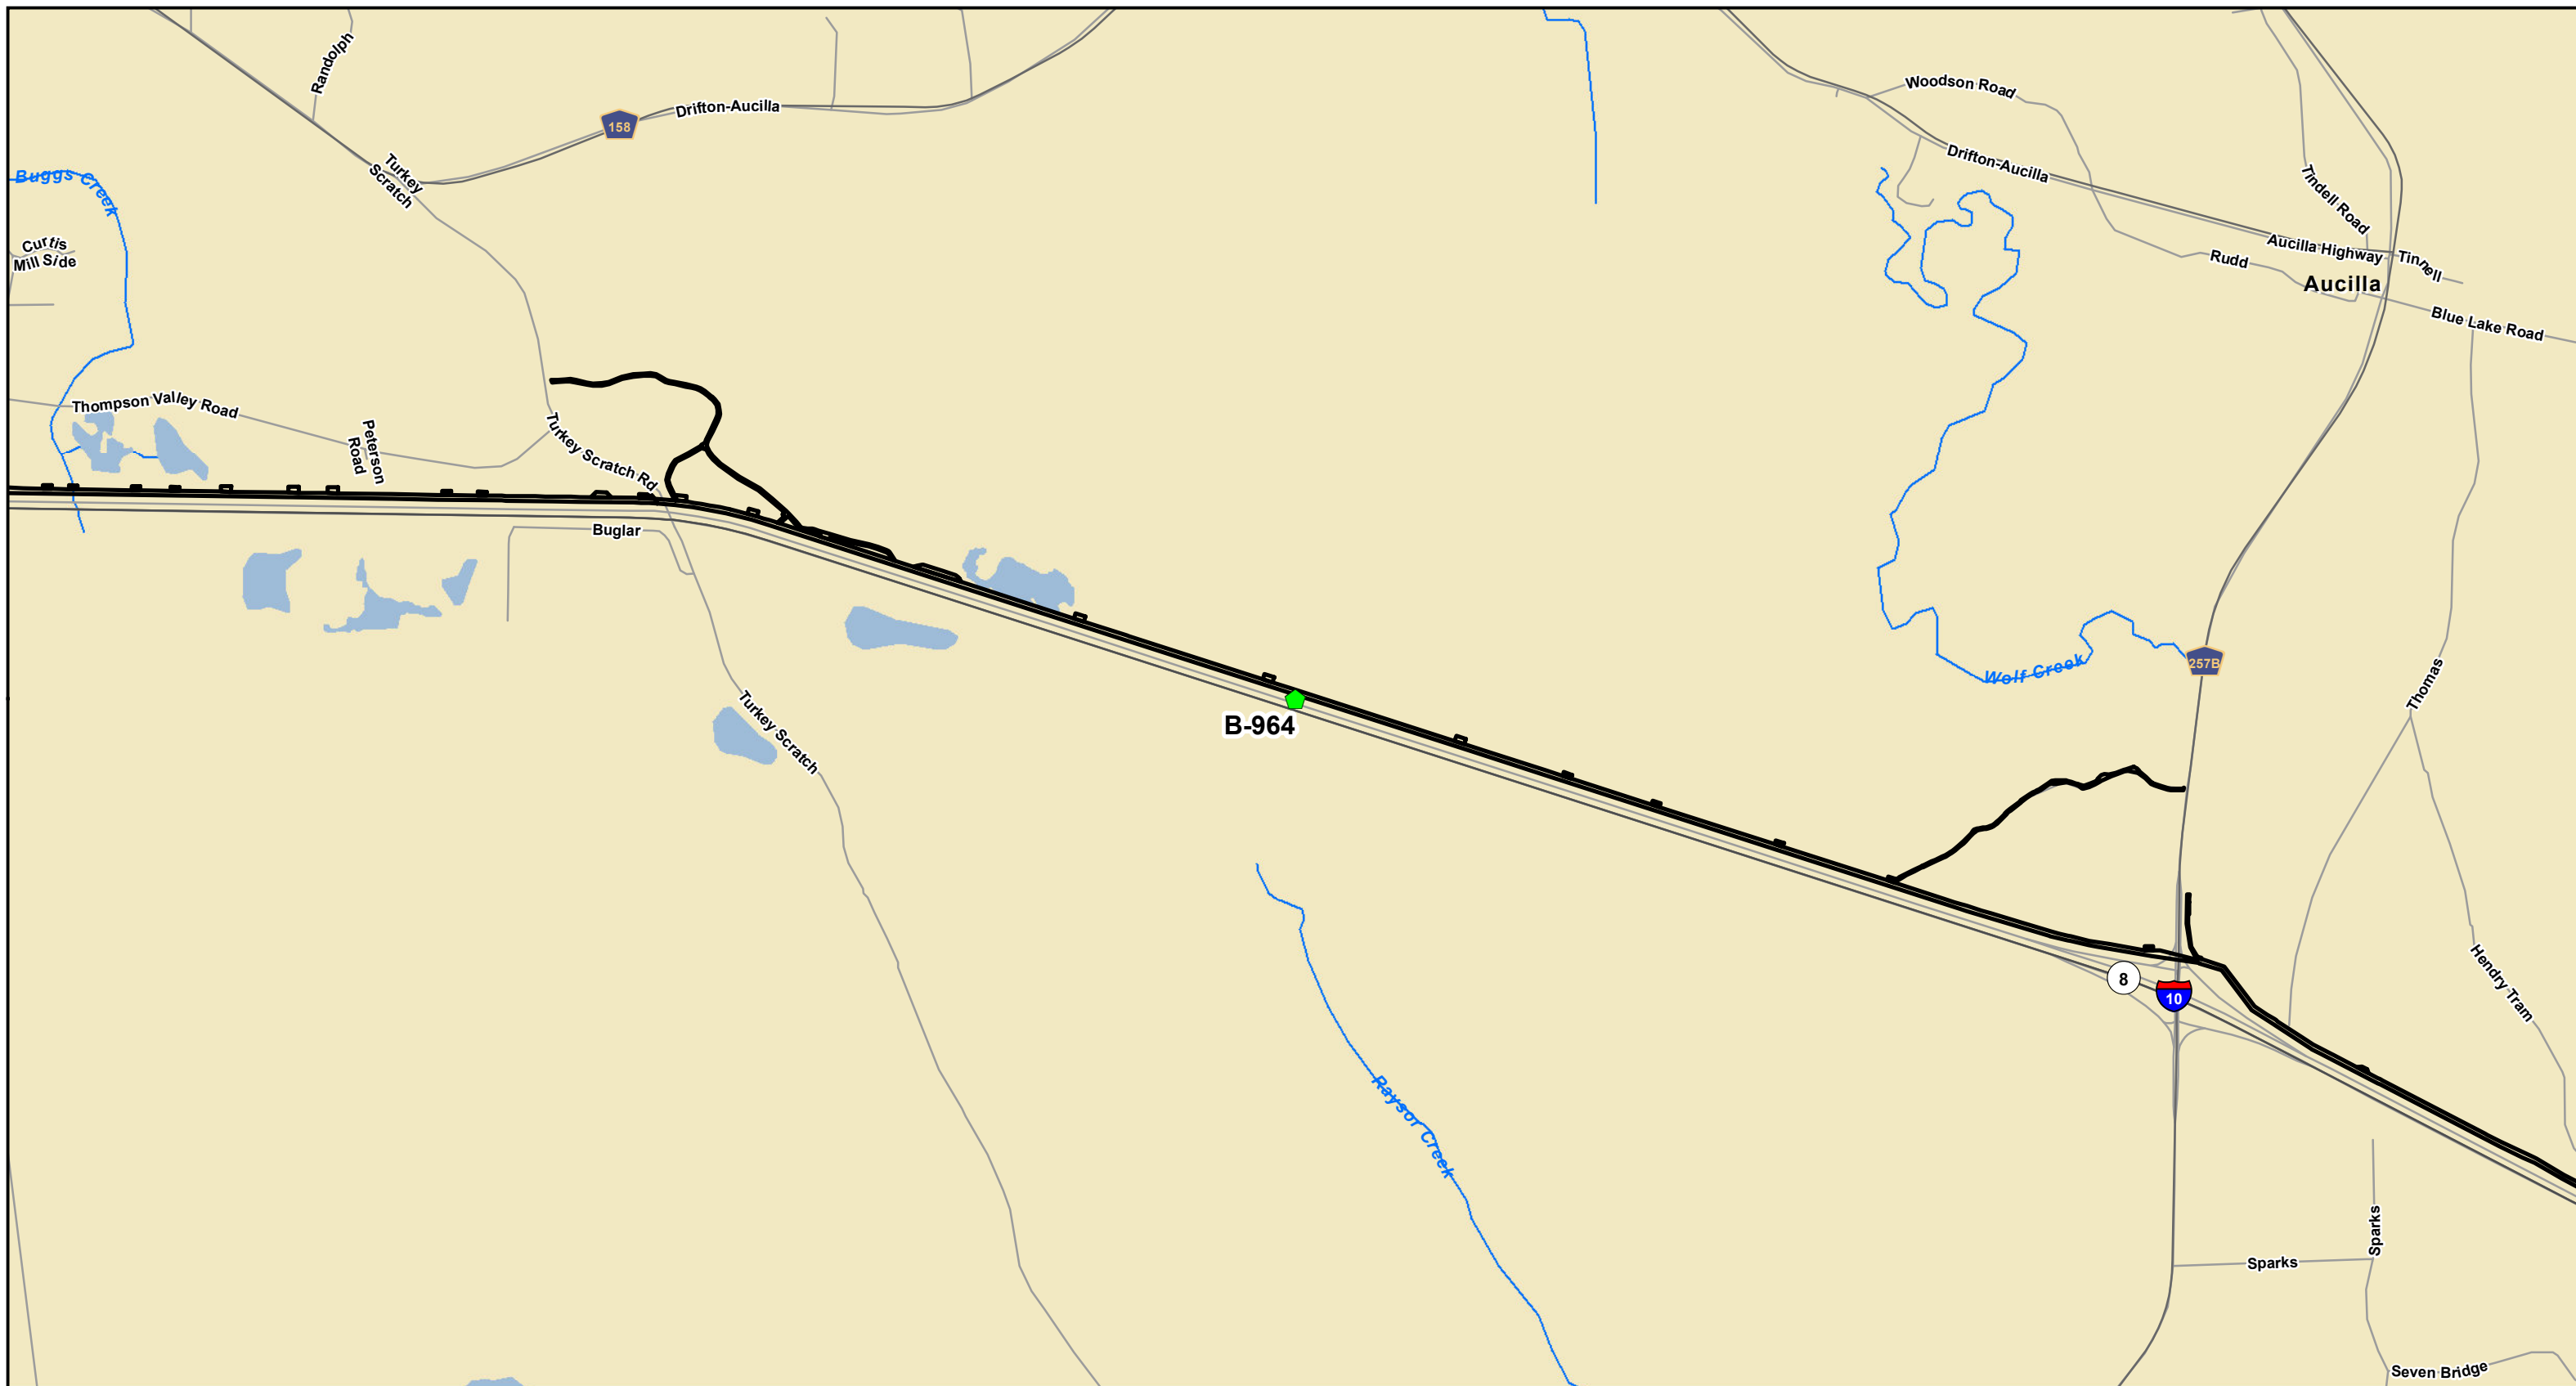 Randolph
Woodson Road
Drifton-Aucilla
158
Drifton-Aucilla
Turkey
Scratch
Buggs Creek
Tindell Road
Curtis
Mill Side
Aucilla Highway
Tinnell
Rudd
Aucilla
Blue Lake Road
Thompson Valley Road
Peterson
Road
Turkey Scratch Rd
Buglar
Wolf Creek
257B
Thomas
B-964
Turkey Scratch
8
10
Hendry Tram
Raysor Creek
Sparks
Sparks
Seven Bridge